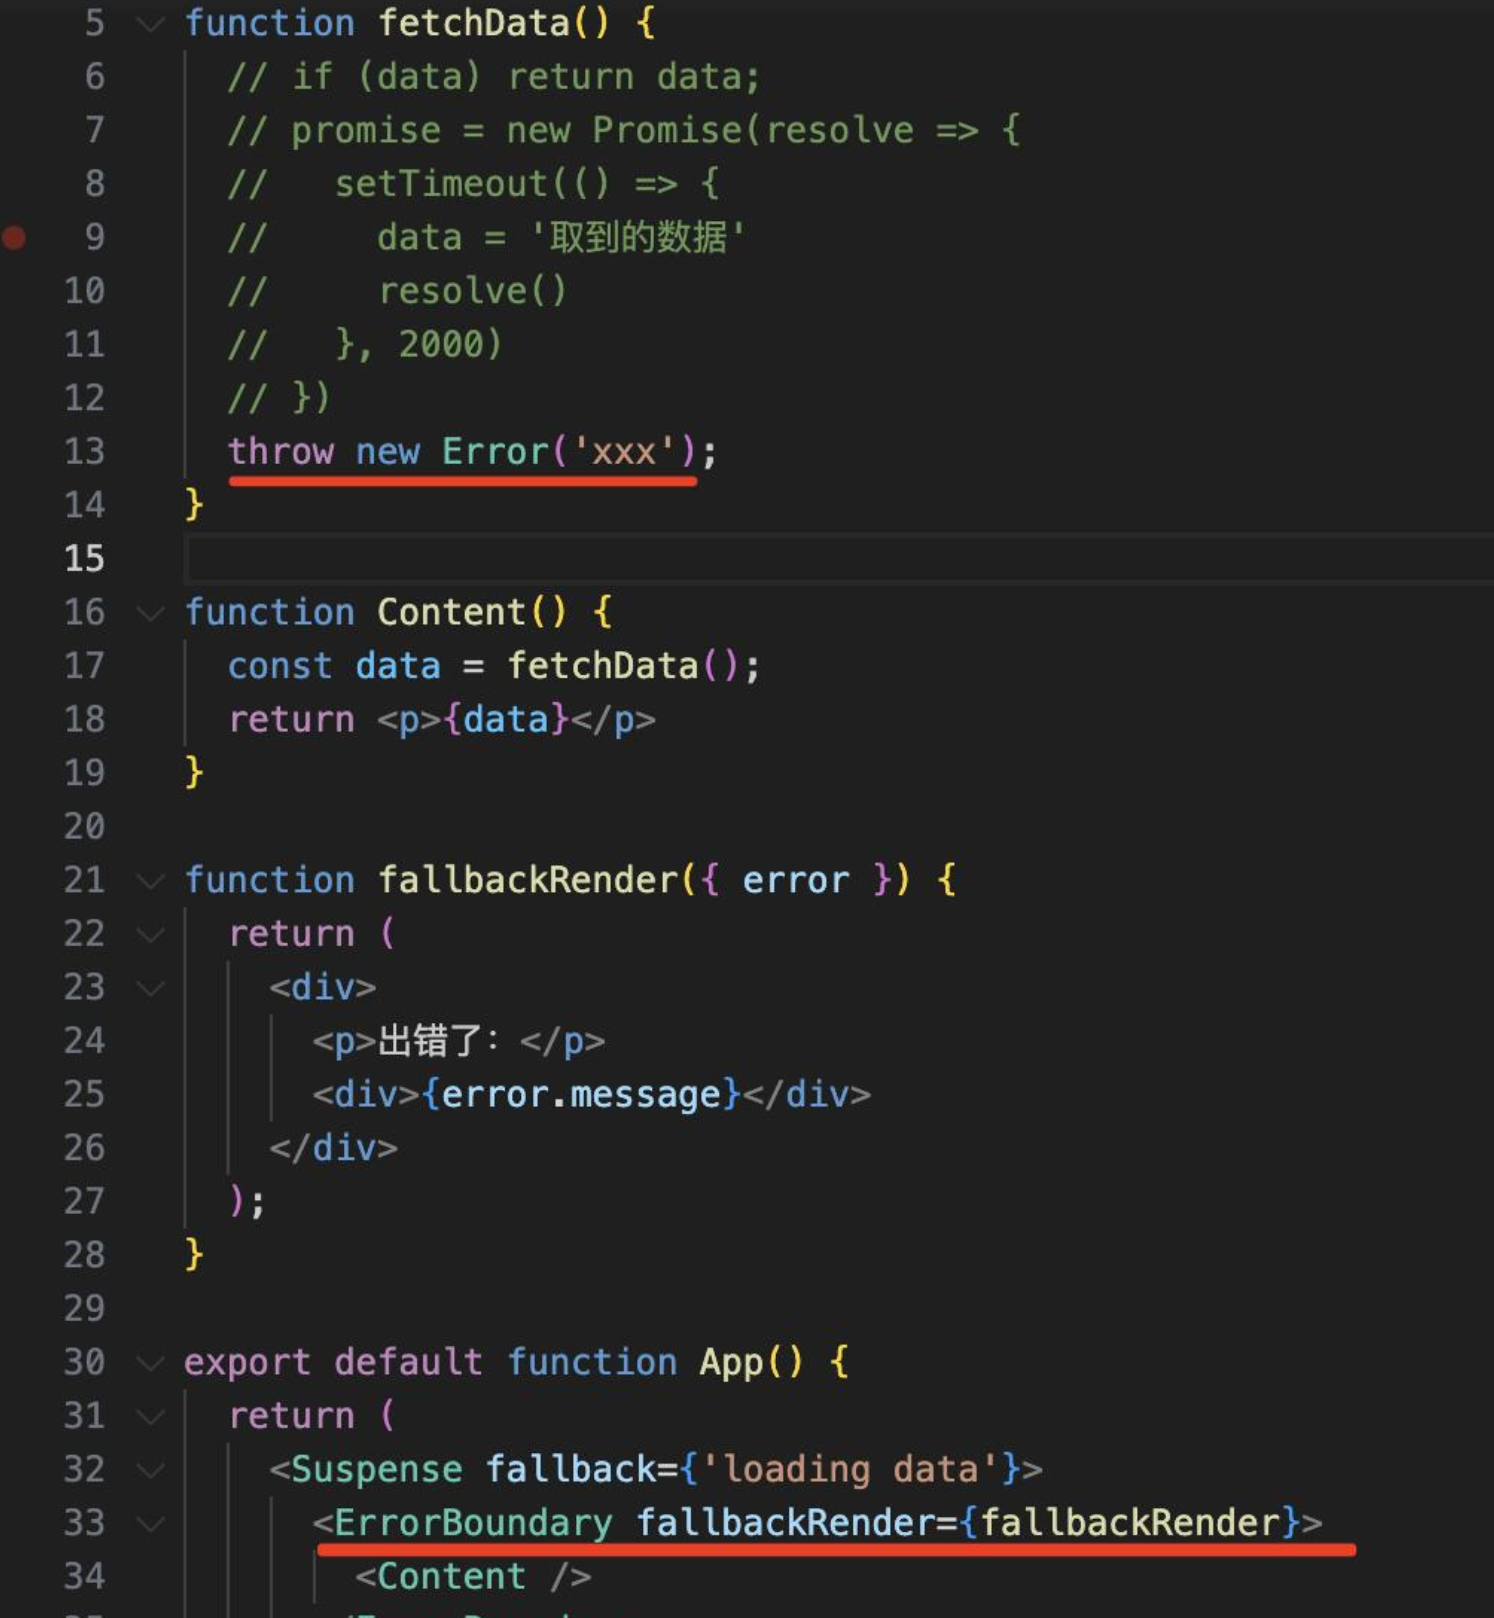 5 function fetchData() {
6 // if (data) return data;
7 // promise = new Promise(resolve => {
8 //   setTimeout(() => {
9 //     data = '取到的数据'
10 //     resolve()
11 //   }, 2000)
12 // })
13 throw new Error('xxx');
14 }
15
16 function Content() {
17 const data = fetchData();
18 return <p>{data}</p>
19 }
20
21 function fallbackRender({ error }) {
22 return (
23 <div>
24 <p>出错了：</p>
25 <div>{error.message}</div>
26 </div>
27 );
28 }
29
30 export default function App() {
31 return (
32 <Suspense fallback={'loading data'}>
33 <ErrorBoundary fallbackRender={fallbackRender}>
34 <Content />